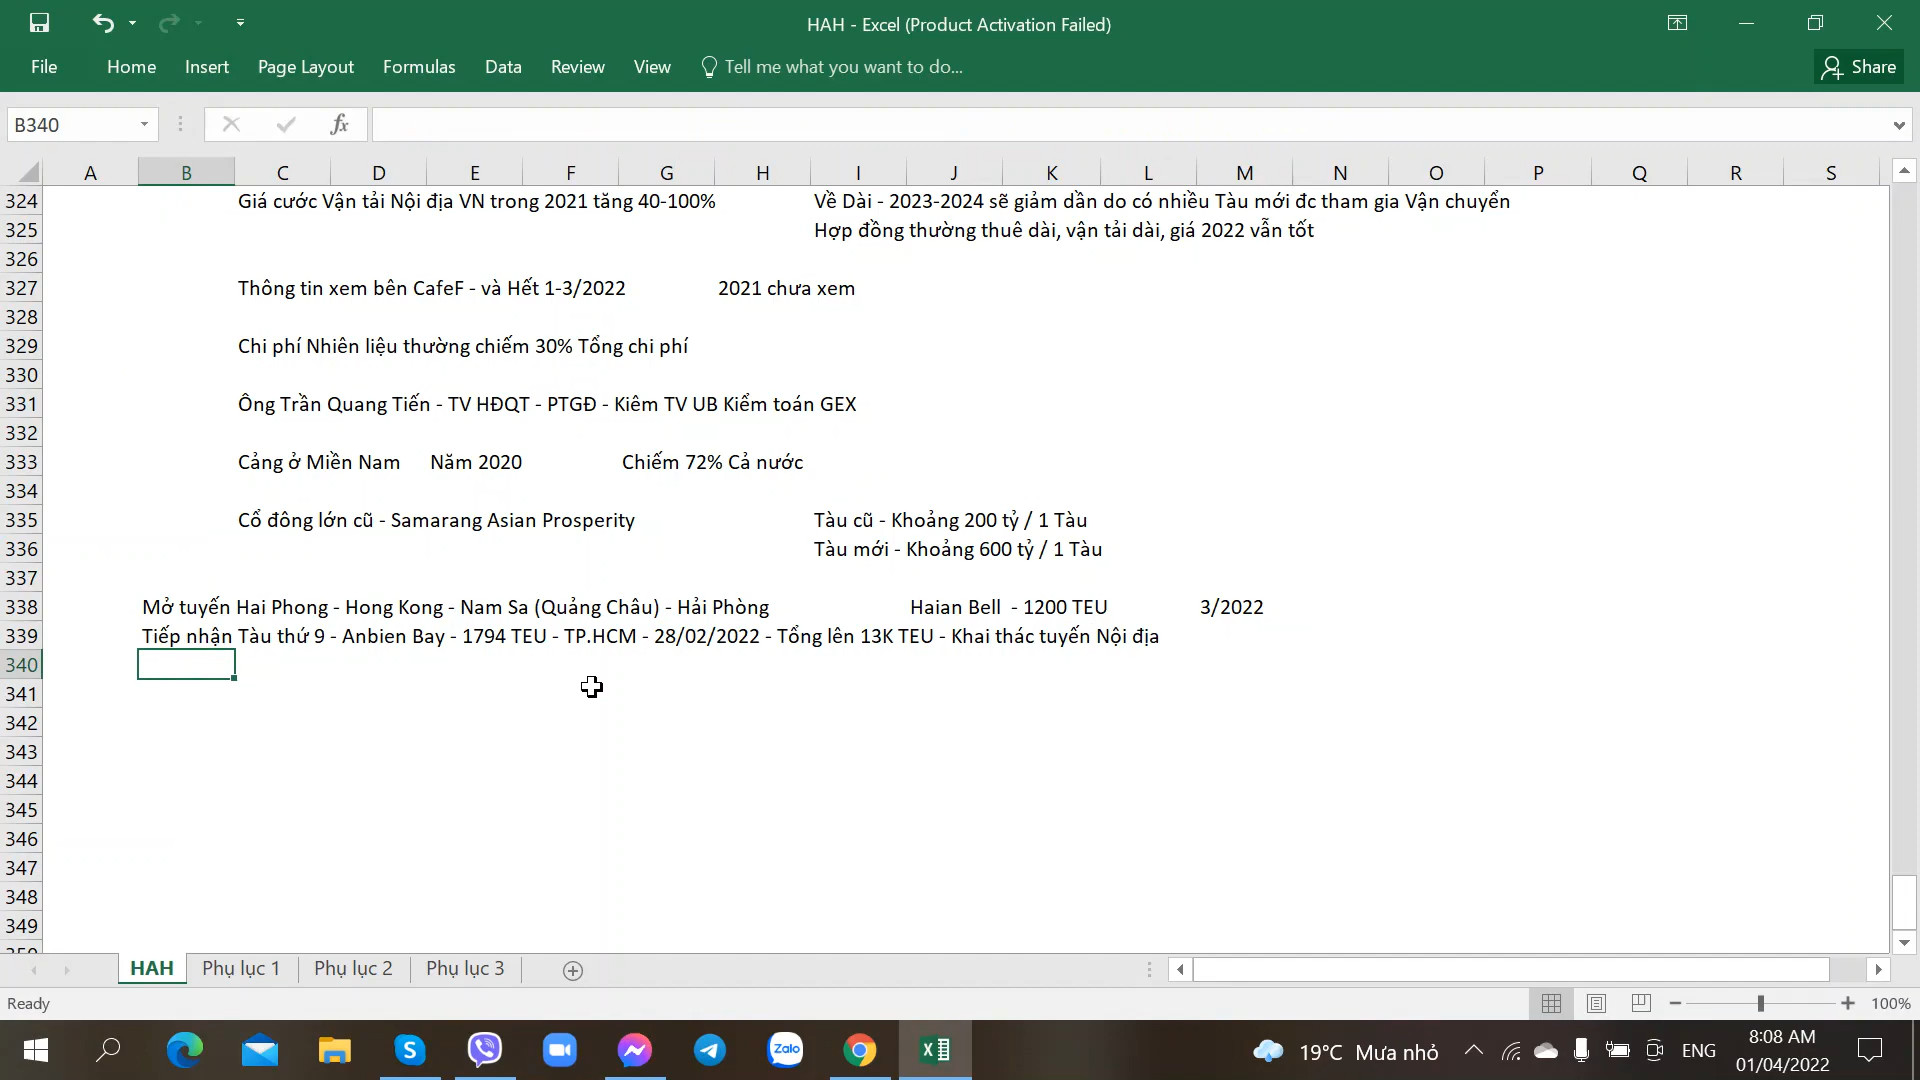 HAH - Excel (Product Activation Failed)
File Home Insert Page Layout Formulas Data Review View Tell me what you want to do... Share
B340 fx
A B C D E F G H I J K L M N O P Q R S
324 Giá cước Vận tải Nội địa VN trong 2021 tăng 40-100% Về Dài - 2023-2024 sẽ giảm dần do có nhiều Tàu mới đc tham gia Vận chuyển
325 Hợp đồng thường thuê dài, vận tải dài, giá 2022 vẫn tốt
326
327 Thông tin xem bên CafeF - và Hết 1-3/2022 2021 chưa xem
328
329 Chi phí Nhiên liệu thường chiếm 30% Tổng chi phí
330
331 Ông Trần Quang Tiến - TV HĐQT - PTGĐ - Kiêm TV UB Kiểm toán GEX
332
333 Cảng ở Miền Nam Năm 2020 Chiếm 72% Cả nước
334
335 Cổ đông lớn cũ - Samarang Asian Prosperity Tàu cũ - Khoảng 200 tỷ / 1 Tàu
336 Tàu mới - Khoảng 600 tỷ / 1 Tàu
337
338 Mở tuyến Hai Phong - Hong Kong - Nam Sa (Quảng Châu) - Hải Phòng Haian Bell - 1200 TEU 3/2022
339 Tiếp nhận Tàu thứ 9 - Anbien Bay - 1794 TEU - TP.HCM - 28/02/2022 - Tổng lên 13K TEU - Khai thác tuyến Nội địa
340
341
342
343
344
345
346
347
348
349
HAH Phụ lục 1 Phụ lục 2 Phụ lục 3
Ready 100%
S Zalo 19°C Mưa nhỏ ENG 8:08 AM
01/04/2022